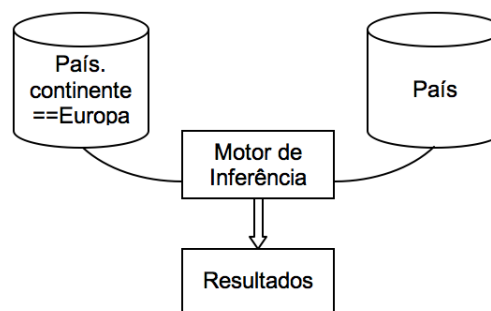 País.
continente
==Europa
País
Motor de
Inferência
Resultados